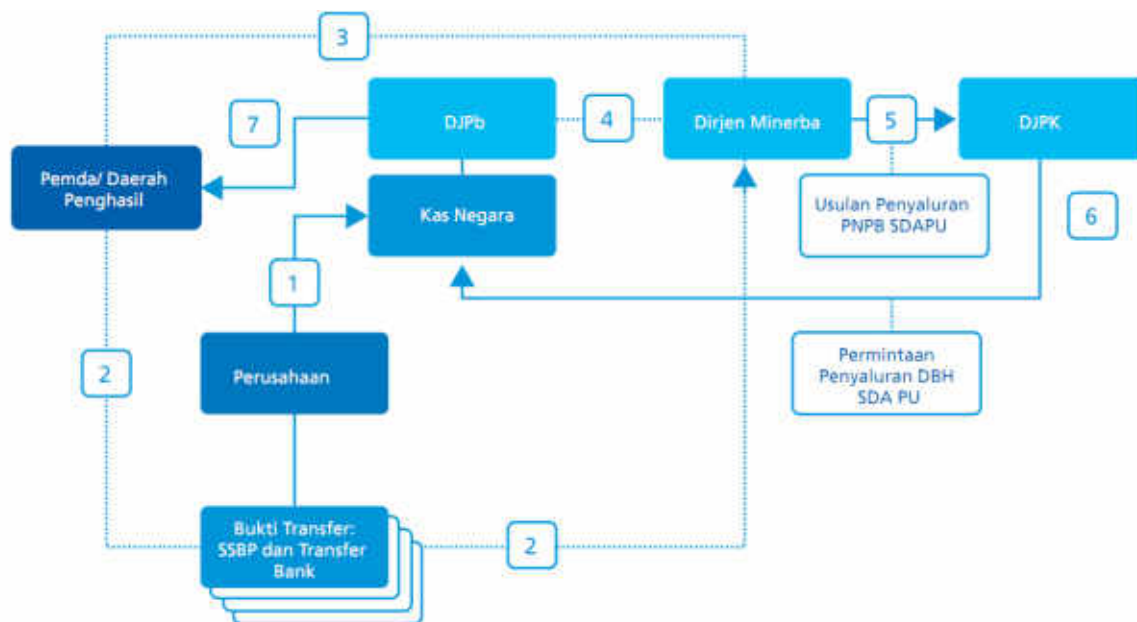 3
7
DJPb
4
Dirjen Minerba
5
DJPK
Pemda/ Daerah
Penghasil
Kas Negara
Usulan Penyaluran
PNPB SDAPU
6
1
2
Perusahaan
Permintaan
Penyaluran DBH
SDA PU
Bukti Transfer:
SSBP dan Transfer
Bank
2